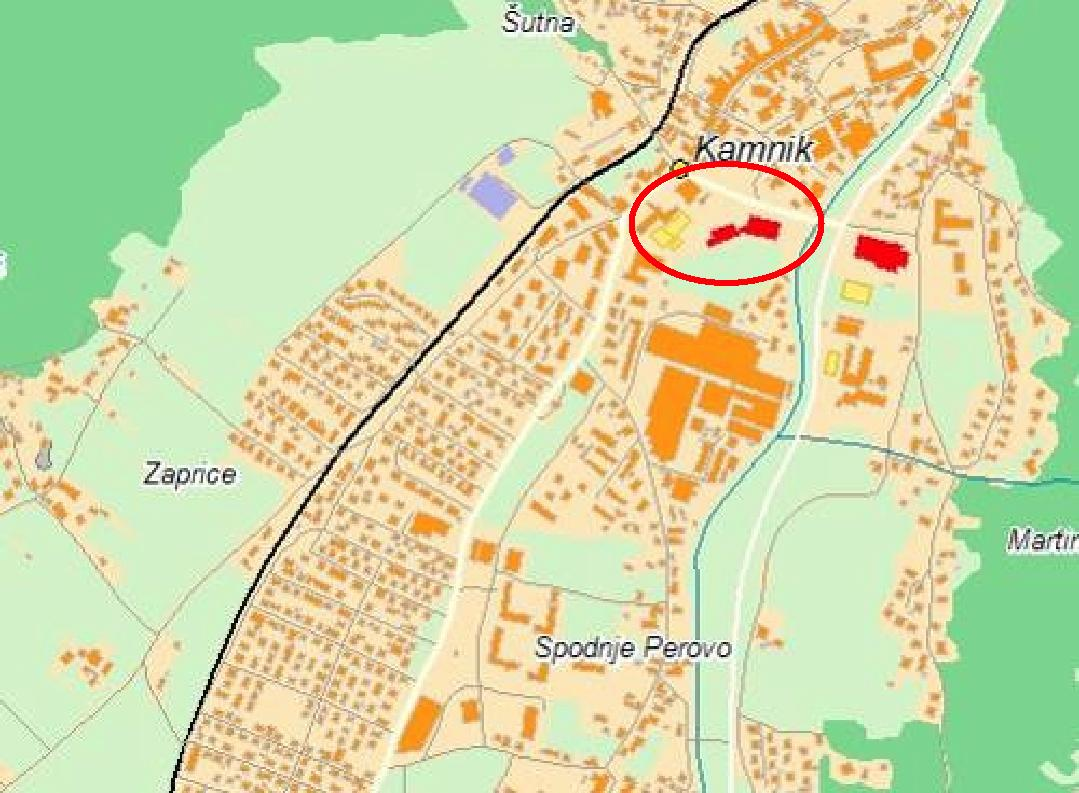 Šutna
Kamnik
Zaprice
Martin
Spodnje Perovo